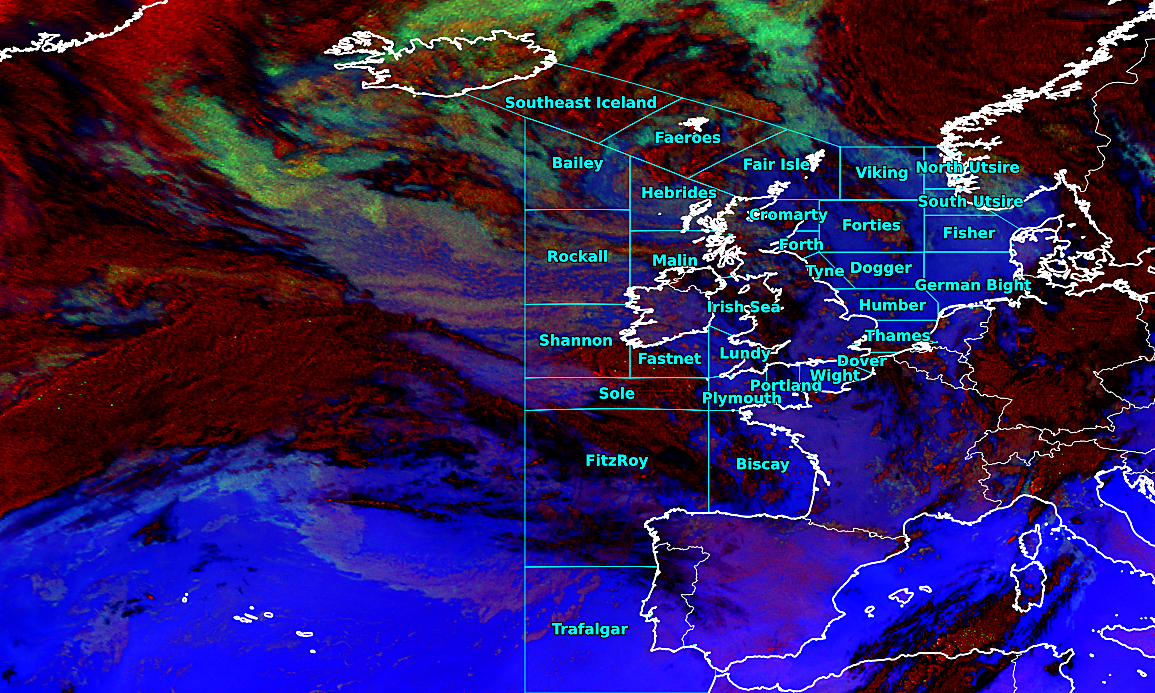 Southeast Iceland
Faeroes
Bailey
Fair Isle
Viking
North Utsire
Hebrides
South Utsire
Cromarty
Forties
Fisher
Forth
Rockall
Malin
Tyne
Dogger
German Bight
Irish Sea
Humber
Shannon
Thames
Fastnet
Lundy
Dover
Wight
Portland
Sole
Plymouth
FitzRoy
Biscay
Trafalgar